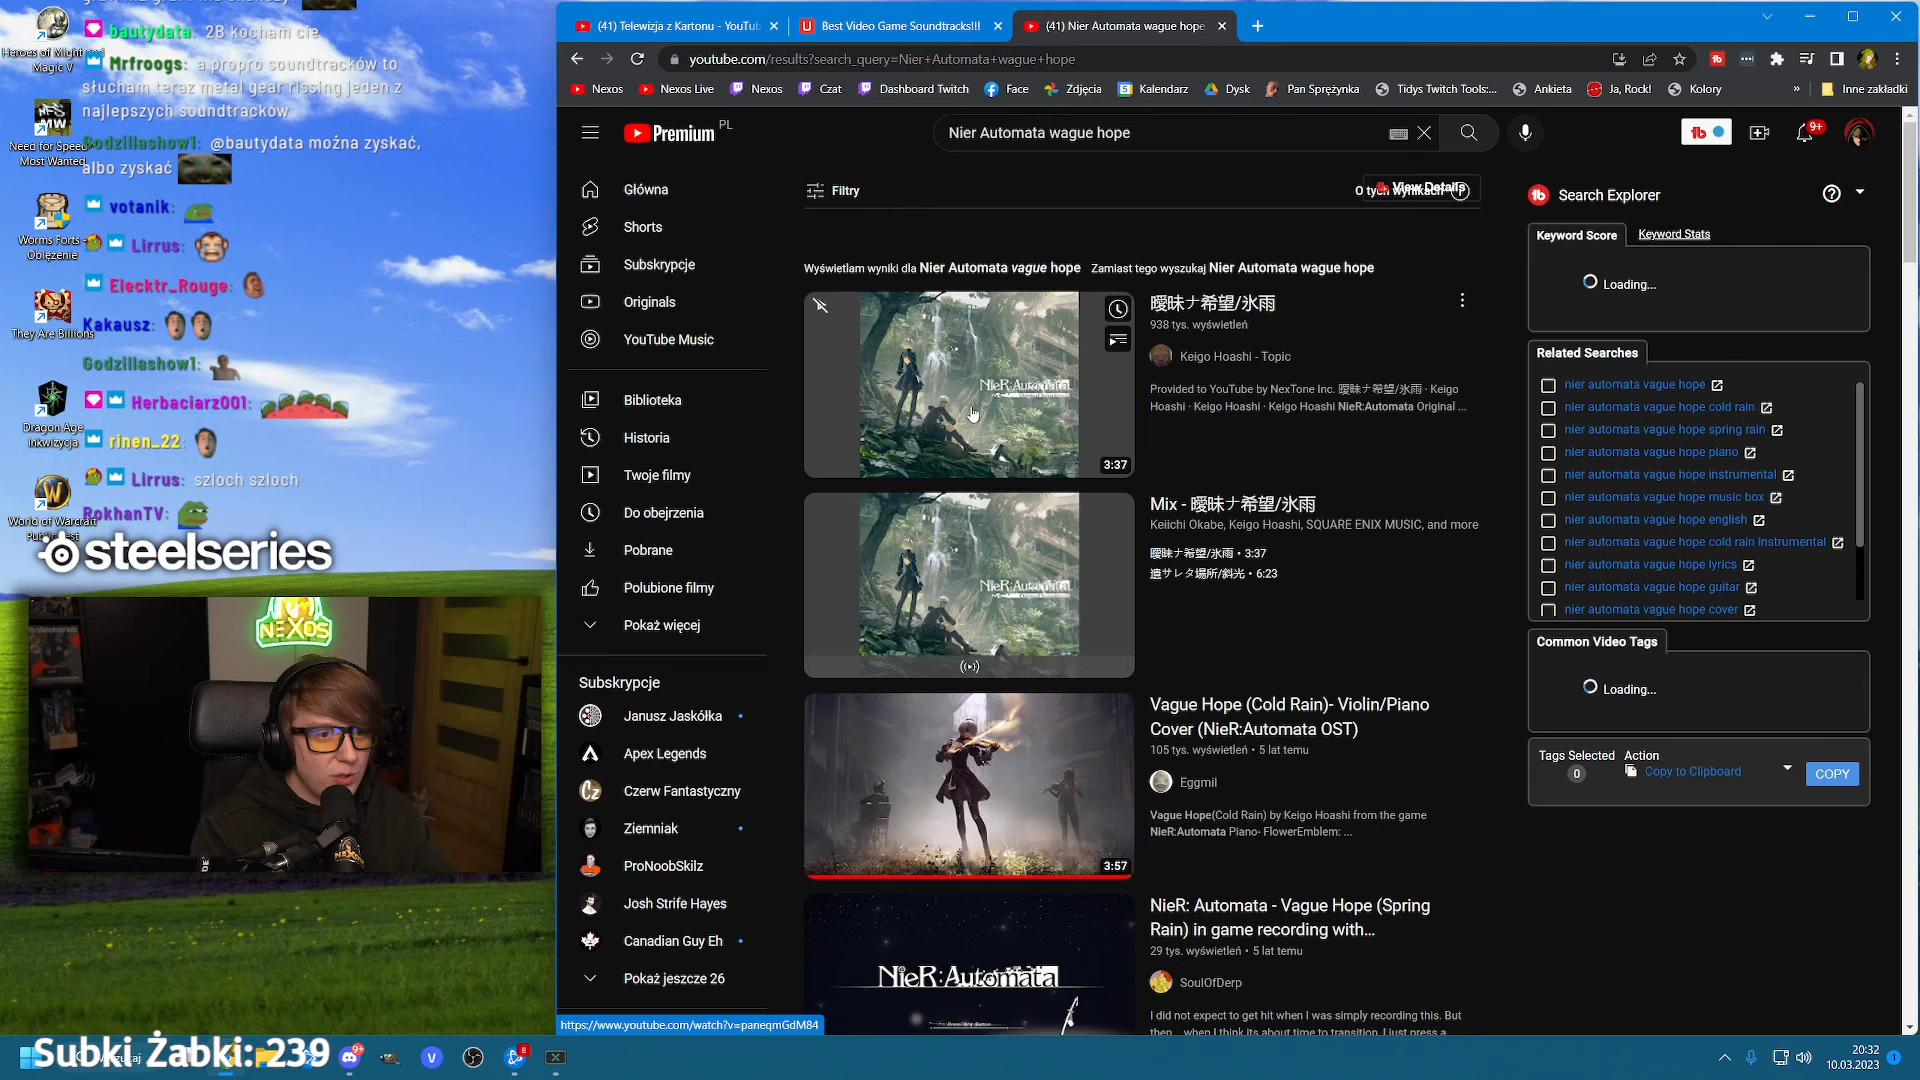 Heroes of Might and
Magic V
Need for Speed
Most Wanted
Worms Forts -
Oblężenie
They Are Billions
Dragon Age
Inkwizycja
World of Warcraft
bautydata: 2B kocham cię
Mrfroogs: a propro soundtracków to
słucham teraz metal gear rissing jeden z
najlepszych soundtracków
Godzillashow1: @bautydata można zyskać,
albo zyskać
votanik:
Lirrus:
Elecktr_Rouge:
Kakausz:
Godzillashow1:
Herbaciarz001:
rinen_22:
Lirrus: szloch szloch
RokhanTV:
steelseries
NEXOS
Subki Żabki: 239
(41) Telewizja z Kartonu - YouTub
Best Video Game Soundtracks!!!
(41) Nier Automata wague hope
youtube.com/results?search_query=Nier+Automata+wague+hope
Nexos
Nexos Live
Nexos
Czat
Dashboard Twitch
Face
Zdjęcia
Kalendarz
Dysk
Pan Sprężynka
Tidys Twitch Tools:...
Ankieta
Ja, Rock!
Kolory
»
Inne zakładki
Premium PL
Nier Automata wague hope
9+
Główna
Shorts
Subskrypcje
Originals
YouTube Music
Biblioteka
Historia
Twoje filmy
Do obejrzenia
Pobrane
Polubione filmy
Pokaż więcej
Subskrypcje
Janusz Jaskółka
Apex Legends
Czerw Fantastyczny
Ziemniak
ProNoobSkilz
Josh Strife Hayes
Canadian Guy Eh
Pokaż jeszcze 26
https://www.youtube.com/watch?v=paneqmGdM84
Filtry
O tych wynikach
View Details
Wyświetlam wyniki dla Nier Automata vague hope Zamiast tego wyszukaj Nier Automata wague hope
NieR:Automata
3:37
曖昧ナ希望/氷雨
938 tys. wyświetleń
Keigo Hoashi - Topic
Provided to YouTube by NexTone Inc. 曖昧ナ希望/氷雨 · Keigo
Hoashi · Keigo Hoashi · Keigo Hoashi NieR:Automata Original ...
NieR:Automata
Mix - 曖昧ナ希望/氷雨
Keiichi Okabe, Keigo Hoashi, SQUARE ENIX MUSIC, and more
曖昧ナ希望/氷雨 • 3:37
遺サレタ場所/斜光 • 6:23
3:57
Vague Hope (Cold Rain)- Violin/Piano
Cover (NieR:Automata OST)
105 tys. wyświetleń • 5 lat temu
Eggmil
Vague Hope(Cold Rain) by Keigo Hoashi from the game
NieR:Automata Piano- FlowerEmblem: ...
NieR:Automata
NieR: Automata - Vague Hope (Spring
Rain) in game recording with...
29 tys. wyświetleń • 5 lat temu
SoulOfDerp
I did not expect to get hit when I was simply recording this. But
then... when I think its about time to transition, I just press a
Search Explorer
Keyword Score
Keyword Stats
Loading...
Related Searches
nier automata vague hope
nier automata vague hope cold rain
nier automata vague hope spring rain
nier automata vague hope piano
nier automata vague hope instrumental
nier automata vague hope music box
nier automata vague hope english
nier automata vague hope cold rain instrumental
nier automata vague hope lyrics
nier automata vague hope guitar
nier automata vague hope cover
Common Video Tags
Loading...
Tags Selected
0
Action
Copy to Clipboard
COPY
20:32
10.03.2023